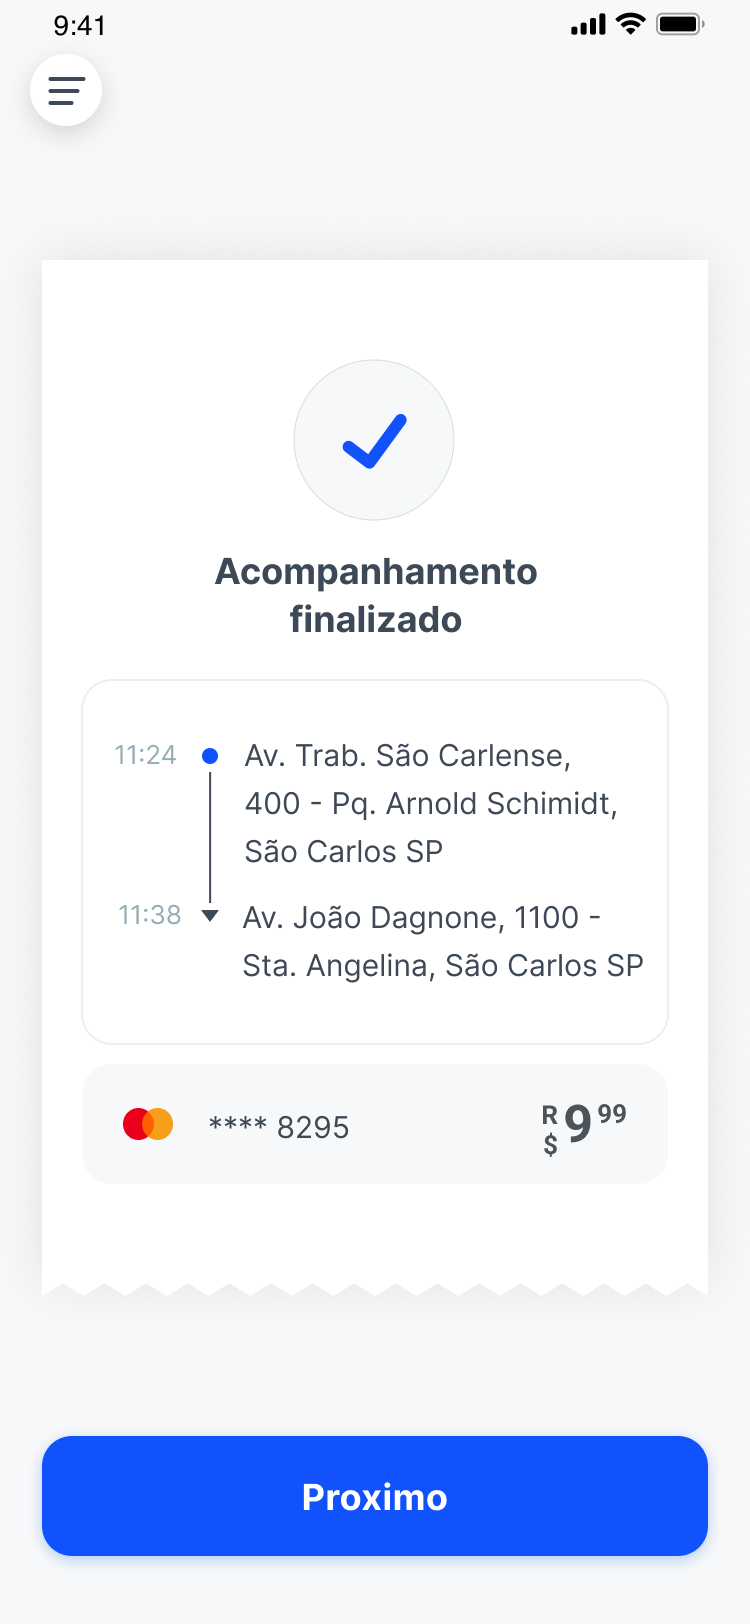 9:41
Acompanhamento
finalizado
11:24
Av. Trab. São Carlense,
400 - Pq. Arnold Schimidt,
São Carlos SP
11:38
Av. João Dagnone, 1100 -
Sta. Angelina, São Carlos SP
**** 8295
R$ 9 99
Proximo